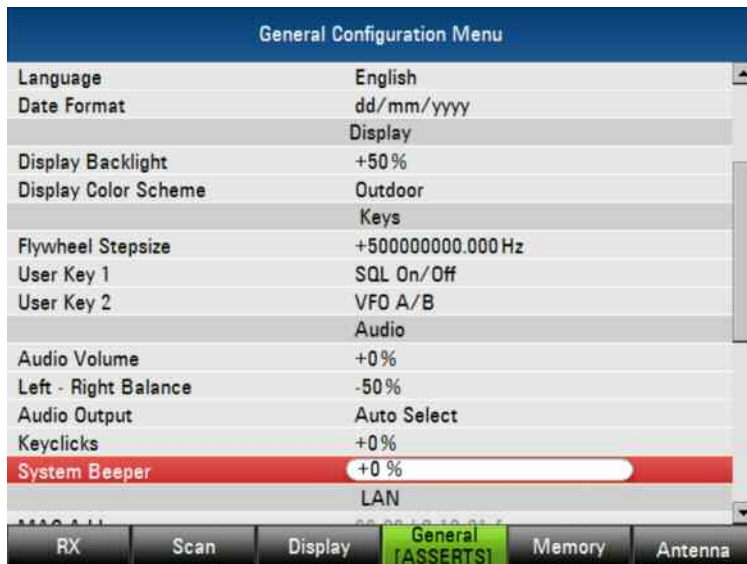 General Configuration Menu
Language English
Date Format dd/mm/yyyy
Display
Display Backlight +50%
Display Color Scheme Outdoor
Keys
Flywheel Stepsize +500000000.000 Hz
User Key 1 SQL On/Off
User Key 2 VFO A/B
Audio
Audio Volume +0%
Left - Right Balance -50%
Audio Output Auto Select
Keyclicks +0%
System Beeper +0 %
LAN
RX Scan Display General [ASSERTS] Memory Antenna